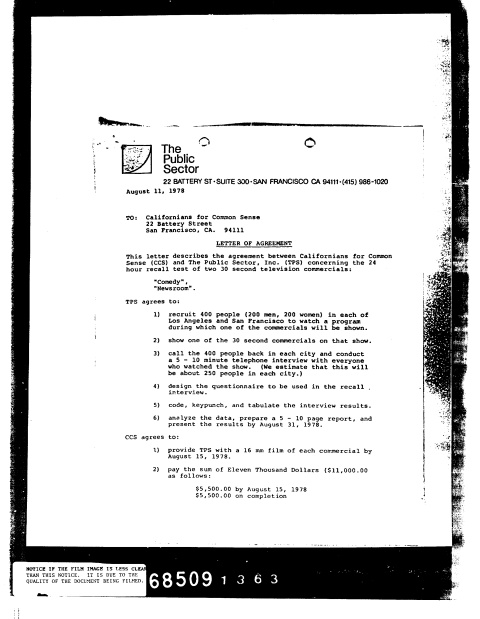 The
Public
Sector
22 BATTERY ST·SUITE 300·SAN FRANCISCO CA 94111·(415) 986-1020
August 11, 1978
TO: Californians for Common Sense
22 Battery Street
San Francisco, CA. 94111
LETTER OF AGREEMENT
This letter describes the agreement between Californians for Common
Sense (CCS) and The Public Sector, Inc. (TPS) concerning the 24
hour recall test of two 30 second television commercials:
"Comedy",
"Newsroom".
TPS agrees to:
1) recruit 400 people (200 men, 200 women) in each of
Los Angeles and San Francisco to watch a program
during which one of the commercials will be shown.
2) show one of the 30 second commercials on that show.
3) call the 400 people back in each city and conduct
a 5 - 10 minute telephone interview with everyone
who watched the show. (We estimate that this will
be about 250 people in each city.)
4) design the questionnaire to be used in the recall
interview.
5) code, keypunch, and tabulate the interview results.
6) analyze the data, prepare a 5 - 10 page report, and
present the results by August 31, 1978.
CCS agrees to:
1) provide TPS with a 16 mm film of each commercial by
August 15, 1978.
2) pay the sum of Eleven Thousand Dollars ($11,000.00
as follows:
$5,500.00 by August 15, 1978
$5,500.00 on completion
NOTICE IF THE FILM IMAGE IS LESS CLEAR
THAN THIS NOTICE. IT IS DUE TO THE
QUALITY OF THE DOCUMENT BEING FILMED.
68509 1363